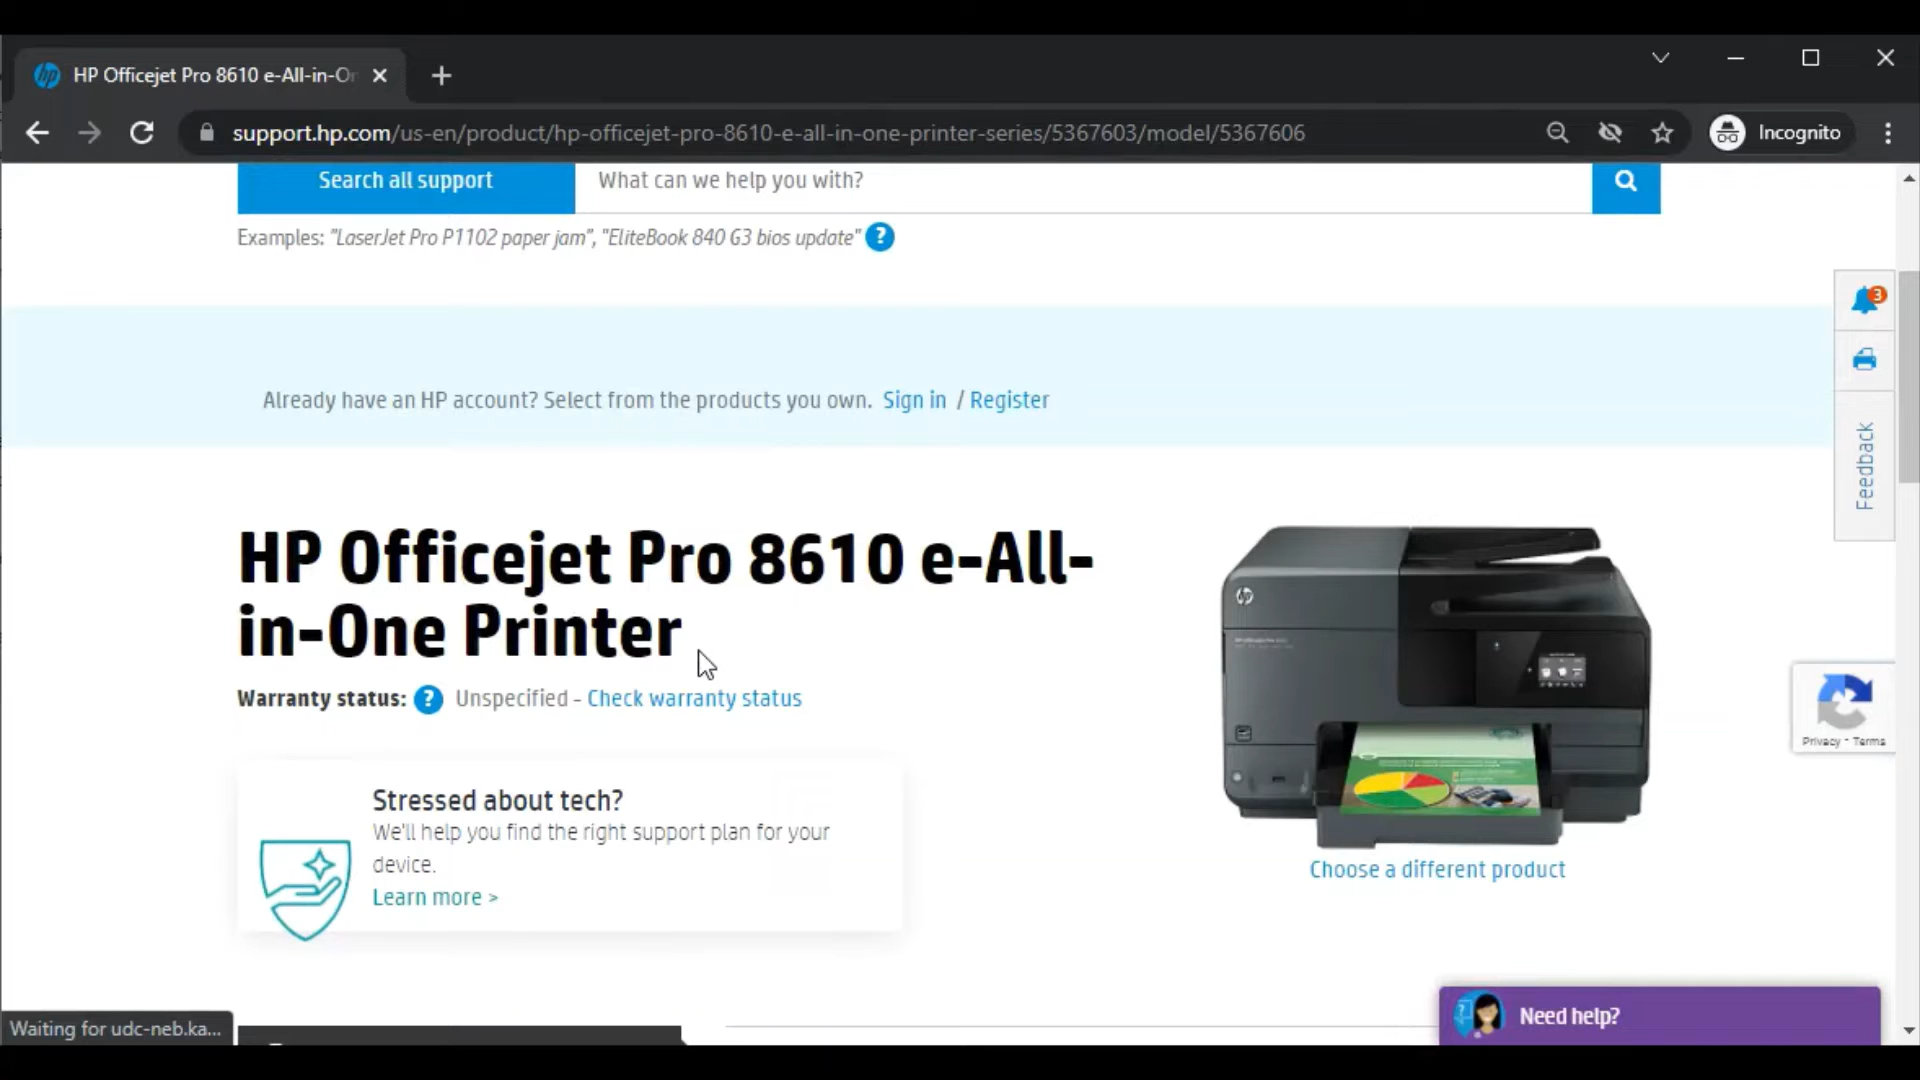 HP Officejet Pro 8610 e-All-in-Or
support.hp.com/us-en/product/hp-officejet-pro-8610-e-all-in-one-printer-series/5367603/model/5367606
Incognito
Search all support
What can we help you with?
Examples: "LaserJet Pro P1102 paper jam", "EliteBook 840 G3 bios update" ?
3
Already have an HP account? Select from the products you own. Sign in / Register
Feedback
HP Officejet Pro 8610 e-All-
in-One Printer
Warranty status: ? Unspecified - Check warranty status
Privacy - Terms
Stressed about tech?
We'll help you find the right support plan for your
device.
Learn more >
Choose a different product
Need help?
Waiting for udc-neb.ka...